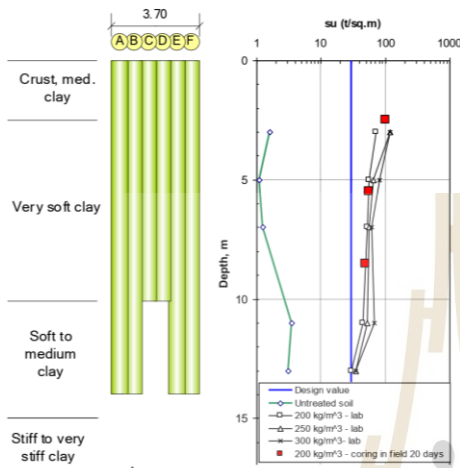 3.70
A B C D E F
Crust, med.
clay
Very soft clay
Soft to
medium
clay
Stiff to very
stiff clay
su (t/sq.m)
1 10 100 1000
0
5
10
15
Depth, m
Design value
Untreated soil
200 kg/m^3 - lab
250 kg/m^3 - lab
300 kg/m^3- lab
200 kg/m^3 - coring in field 20 days